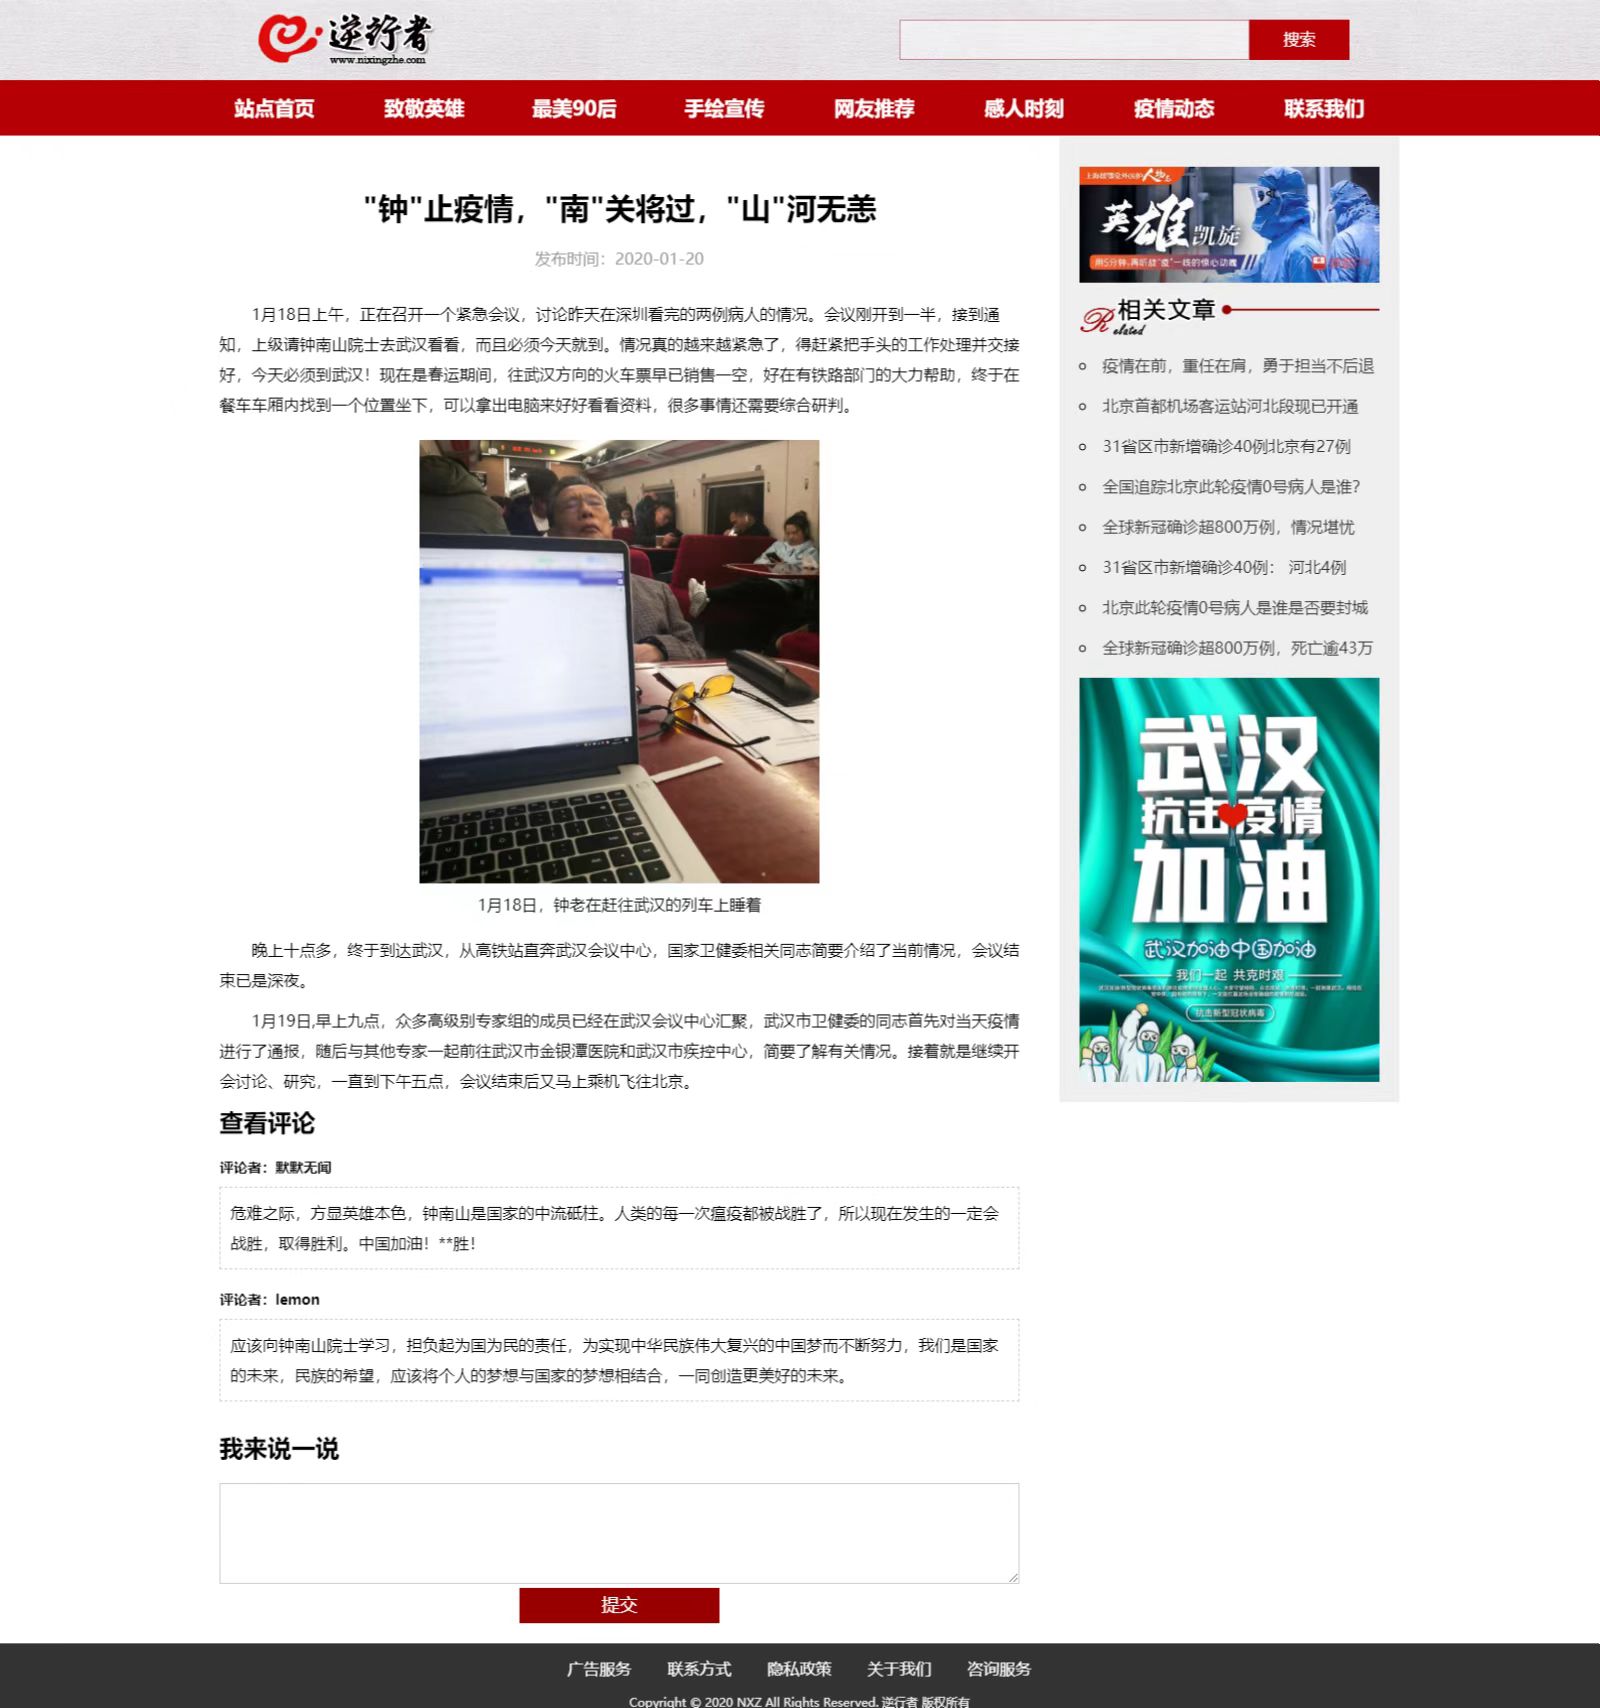 逆行者
www.nixingzhe.com
搜索
站点首页 致敬英雄 最美90后 手绘宣传 网友推荐 感人时刻 疫情动态 联系我们
"钟"止疫情，"南"关将过，"山"河无恙
发布时间：2020-01-20
1月18日上午，正在召开一个紧急会议，讨论昨天在深圳看完的两例病人的情况。会议刚开到一半，接到通
知，上级请钟南山院士去武汉看看，而且必须今天就到。情况真的越来越紧急了，得赶紧把手头的工作处理并交接
好，今天必须到武汉！现在是春运期间，往武汉方向的火车票早已销售一空，好在有铁路部门的大力帮助，终于在
餐车车厢内找到一个位置坐下，可以拿出电脑来好好看看资料，很多事情还需要综合研判。
1月18日，钟老在赶往武汉的列车上睡着
晚上十点多，终于到达武汉，从高铁站直奔武汉会议中心，国家卫健委相关同志简要介绍了当前情况，会议结
束已是深夜。
1月19日,早上九点，众多高级别专家组的成员已经在武汉会议中心汇聚，武汉市卫健委的同志首先对当天疫情
进行了通报，随后与其他专家一起前往武汉市金银潭医院和武汉市疾控中心，简要了解有关情况。接着就是继续开
会讨论、研究，一直到下午五点，会议结束后又马上乘机飞往北京。
查看评论
评论者：默默无闻
危难之际，方显英雄本色，钟南山是国家的中流砥柱。人类的每一次瘟疫都被战胜了，所以现在发生的一定会
战胜，取得胜利。中国加油！**胜！
评论者：lemon
应该向钟南山院士学习，担负起为国为民的责任，为实现中华民族伟大复兴的中国梦而不断努力，我们是国家
的未来，民族的希望，应该将个人的梦想与国家的梦想相结合，一同创造更美好的未来。
我来说一说
提交
英雄凯旋
用5分钟,再听战"疫"一线的惊心动魄
相关文章
Related
疫情在前，重任在肩，勇于担当不后退
北京首都机场客运站河北段现已开通
31省区市新增确诊40例北京有27例
全国追踪北京此轮疫情0号病人是谁？
全球新冠确诊超800万例，情况堪忧
31省区市新增确诊40例： 河北4例
北京此轮疫情0号病人是谁是否要封城
全球新冠确诊超800万例，死亡逾43万
武汉
抗击疫情
加油
武汉加油中国加油
我们一起 共克时艰
抗击新型冠状病毒
广告服务 联系方式 隐私政策 关于我们 咨询服务
Copyright © 2020 NXZ All Rights Reserved. 逆行者 版权所有